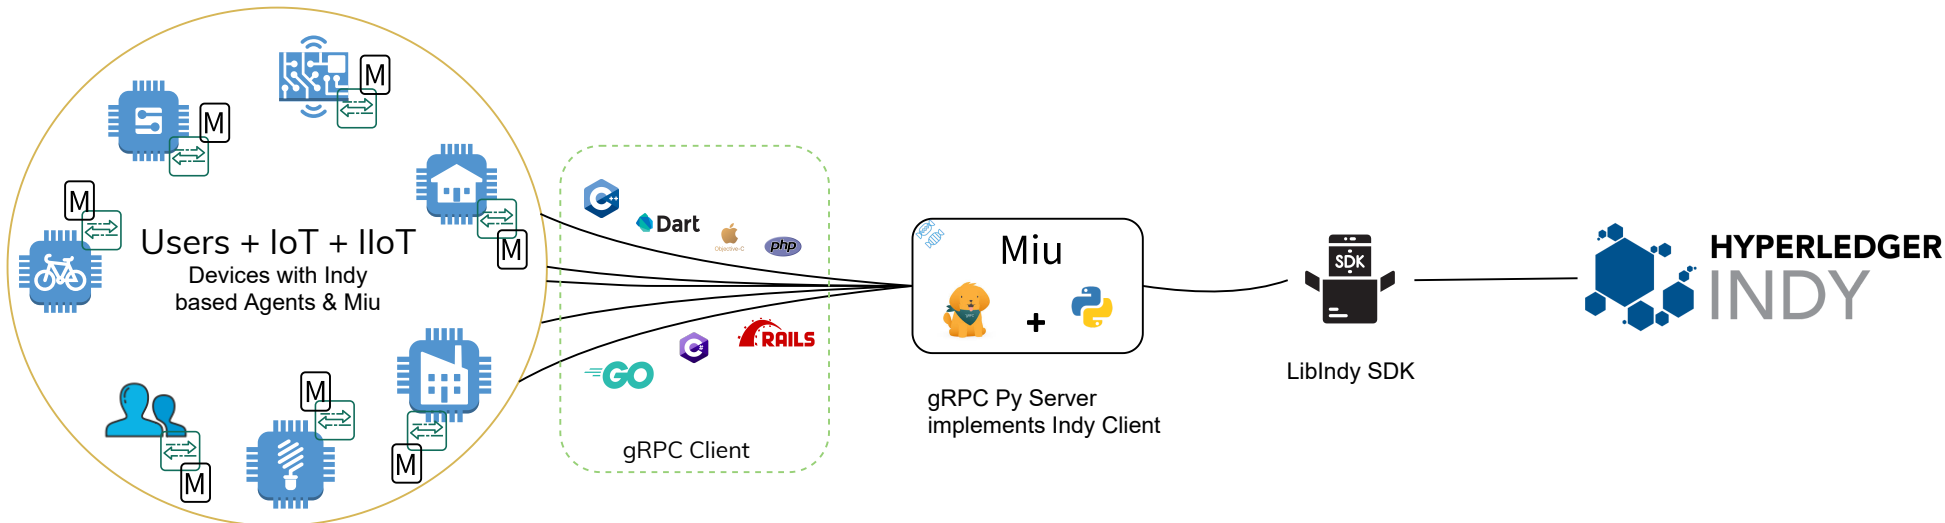 M
M
M
M
Users + IoT + IIoT
Devices with Indy
based Agents & Miu
M
M
M
C++
Dart
Objective-C
php
GO
C#
RAILS
gRPC Client
Miu
+
gRPC Py Server
implements Indy Client
SDK
LibIndy SDK
HYPERLEDGER
INDY